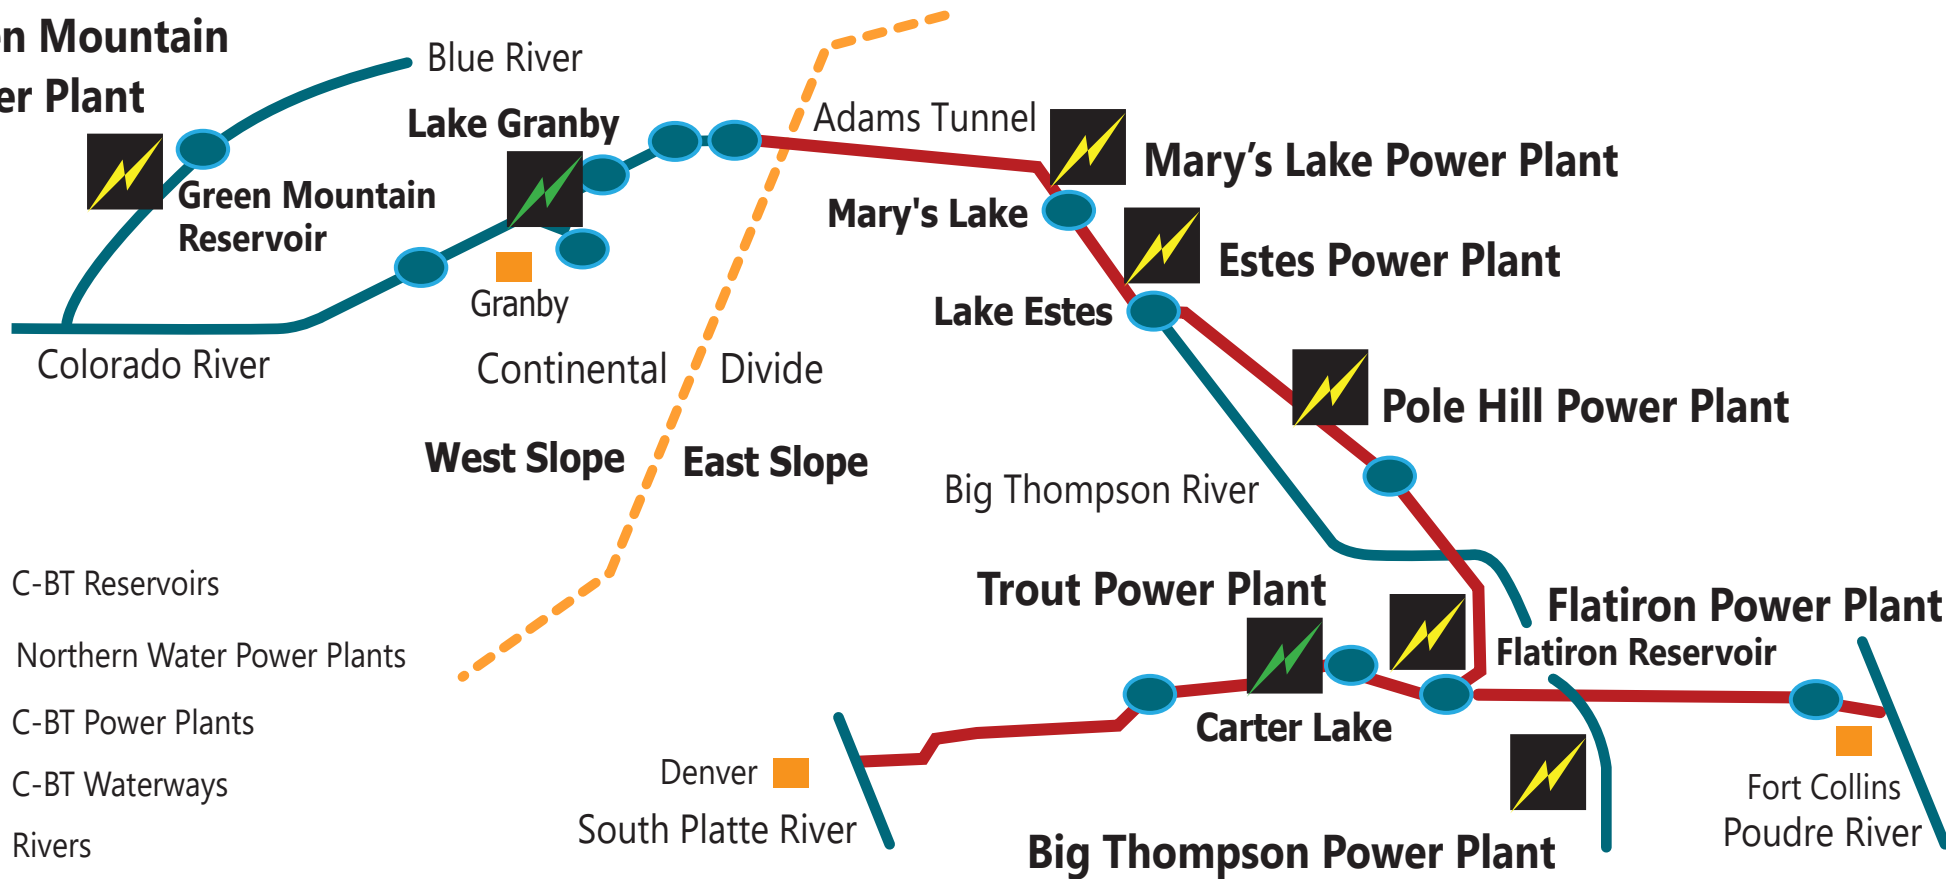 n Mountain
er Plant
Blue River
Lake Granby
Adams Tunnel
Mary’s Lake Power Plant
Green Mountain
Reservoir
Mary's Lake
Estes Power Plant
Granby
Lake Estes
Colorado River
Continental Divide
Pole Hill Power Plant
West Slope
East Slope
Big Thompson River
C-BT Reservoirs
Trout Power Plant
Flatiron Power Plant
Northern Water Power Plants
Flatiron Reservoir
C-BT Power Plants
Carter Lake
C-BT Waterways
Denver
Fort Collins
South Platte River
Poudre River
Rivers
Big Thompson Power Plant